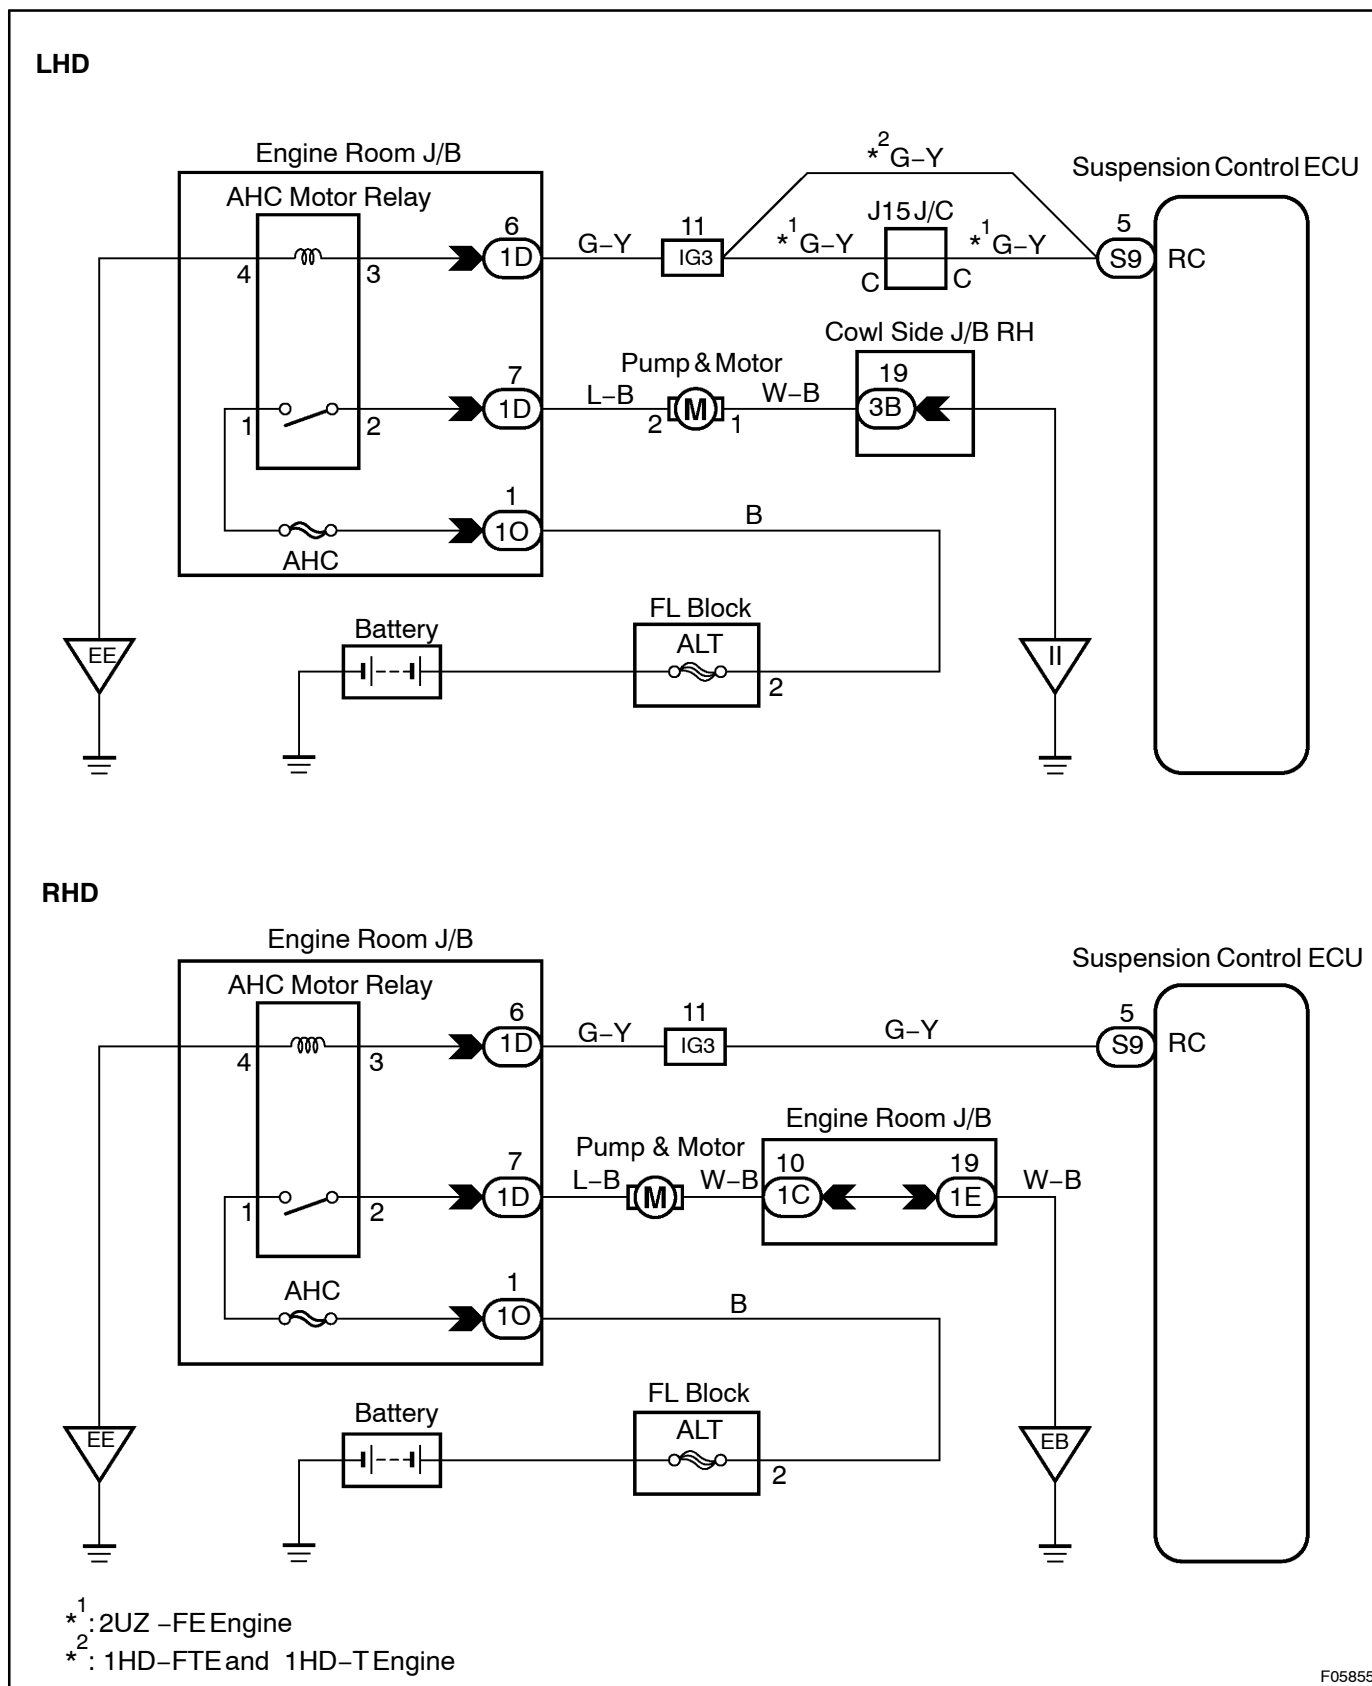 LHD
*2 G–Y
Engine Room J/B
Suspension Control ECU
AHC Motor Relay
J15 J/C
6
11
5
G–Y
*1 G–Y
*1 G–Y
1D
IG3
S9
RC
4
3
C
C
Cowl Side J/B RH
Pump & Motor
7
19
L–B
W–B
1D
M
3B
1
2
2
1
1
B
1O
AHC
FL Block
Battery
ALT
EE
II
2
RHD
Engine Room J/B
Suspension Control ECU
AHC Motor Relay
6
11
5
G–Y
G–Y
1D
IG3
S9
RC
4
3
Engine Room J/B
Pump & Motor
7
10
19
L–B
W–B
W–B
1D
M
1C
1E
1
2
AHC
1
B
1O
FL Block
Battery
ALT
EE
EB
2
*1: 2UZ –FE Engine
*2: 1HD–FTE and 1HD–T Engine
F05855